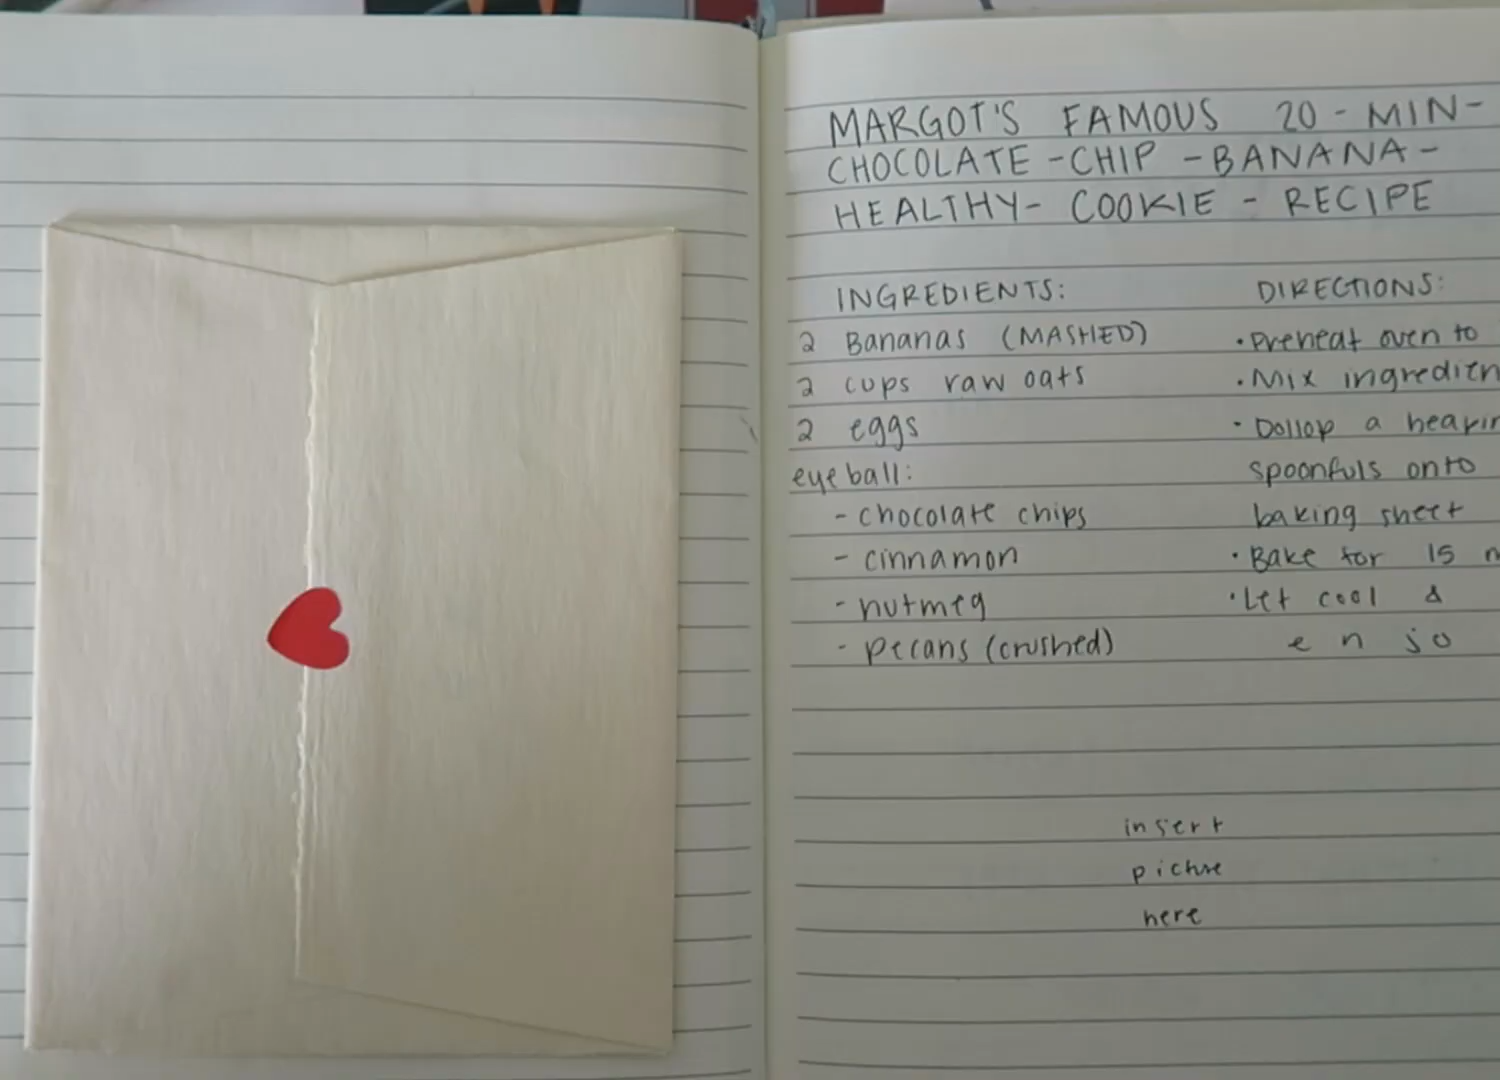 MARGOT'S FAMOUS 20-MIN-
CHOCOLATE-CHIP-BANANA-
HEALTHY-COOKIE-RECIPE
INGREDIENTS:
2 Bananas (MASHED)
2 cups raw oats
2 eggs
eyeball:
- chocolate chips
- cinnamon
- nutmeg
- pecans (crushed)
DIRECTIONS:
• Preheat oven to
• Mix
• Dollop a
spoonfuls onto
baking sheet
• Bake for 15
• Let cool &
insert
picture
here